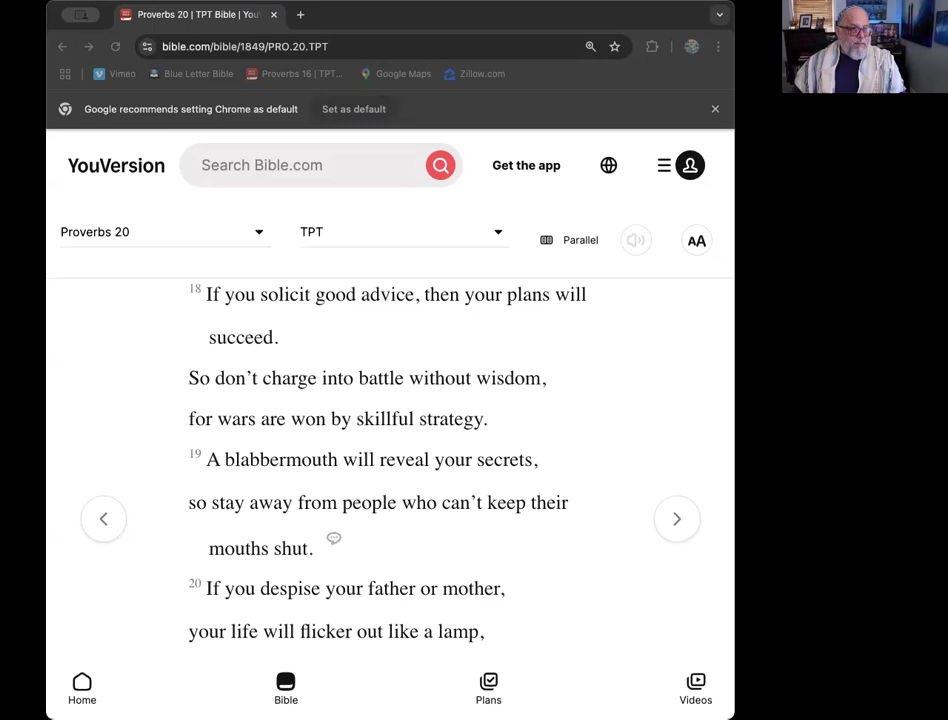 Proverbs 20 | TPT Bible | You
bible.com/bible/1849/PRO.20.TPT
Vimeo Blue Letter Bible Proverbs 16 | TPT... Google Maps Zillow.com
Google recommends setting Chrome as default Set as default
YouVersion Search Bible.com Get the app
Proverbs 20 TPT Parallel AA
18 If you solicit good advice, then your plans will
succeed.
So don’t charge into battle without wisdom,
for wars are won by skillful strategy.
19 A blabbermouth will reveal your secrets,
so stay away from people who can’t keep their
mouths shut.
20 If you despise your father or mother,
your life will flicker out like a lamp,
Home Bible Plans Videos